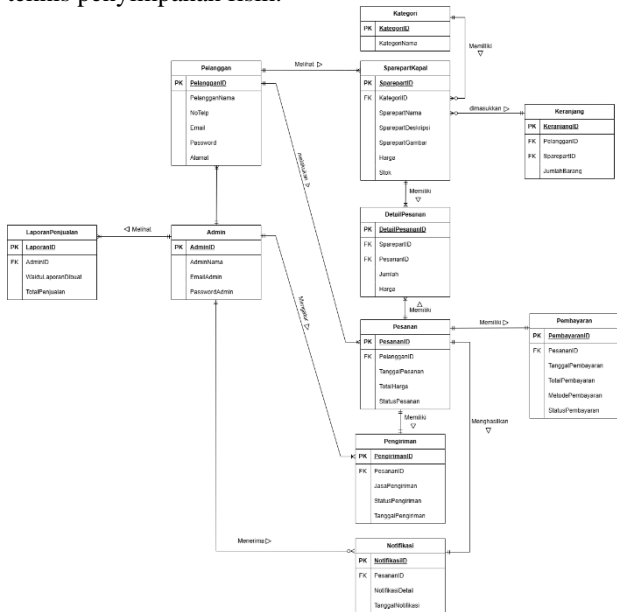 teknis penyimpanan fisik.
Kategori
PK KategoriID
KategoriNama
Memiliki
Pelanggan
PK PelangganID
PelangganNama
NoTelp
Email
Password
Alamat
Melihat
SparepartKapal
PK SparepartID
FK KategoriID
SparepartNama
SparepartDeskripsi
SparepartGambar
Harga
Stok
dimasukkan
Keranjang
PK KeranjangID
FK PelangganID
FK SparepartID
JumlahBarang
melakukan
Memiliki
DetailPesanan
PK DetailPesananID
FK SparepartID
FK PesananID
Jumlah
Harga
Memiliki
LaporanPenjualan
PK LaporanID
FK AdminID
WaktuLaporanDibuat
TotalPenjualan
Melihat
Admin
PK AdminID
AdminNama
EmailAdmin
PasswordAdmin
Mengatur
Pesanan
PK PesananID
FK PelangganID
TanggalPesanan
TotalHarga
StatusPesanan
Memiliki
Pembayaran
PK PembayaranID
FK PesananID
TanggalPembayaran
TotalPembayaran
MetodePembayaran
StatusPembayaran
Memiliki
Menghasilkan
Pengiriman
PK PengirimanID
FK PesananID
JasaPengiriman
StatusPengiriman
TanggalPengiriman
Menerima
Notifikasi
PK NotifikasiID
FK PesananID
NotifikasiDetail
TanggalNotifikasi